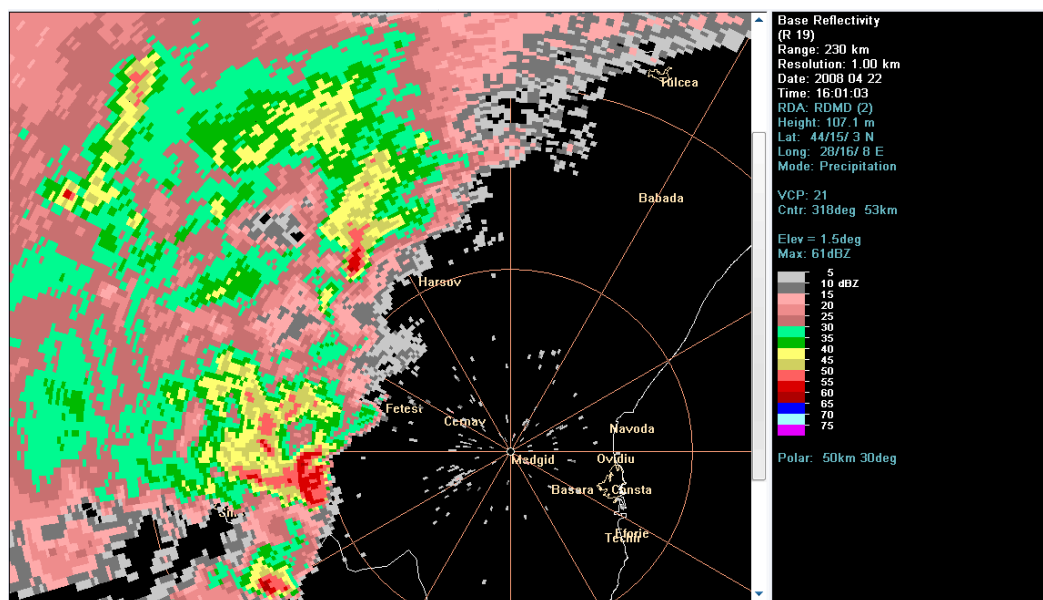 Base Reflectivity
(R 19)
Range: 230 km
Resolution: 1.00 km
Date: 2008 04 22
Time: 16:01:03
RDA: RDMD (2)
Height: 107.1 m
Lat: 44/15/ 3 N
Long: 28/16/ 8 E
Mode: Precipitation
VCP: 21
Cntr: 318deg 53km
Elev = 1.5deg
Max: 61dBZ
5
10 dBZ
15
20
25
30
35
40
45
50
55
60
65
70
75
Polar: 50km 30deg
Tulcea
Babada
Harsov
Fetest
Cernav
Navoda
Medgid
Ovidiu
Basara
Consta
Eforie
Techir